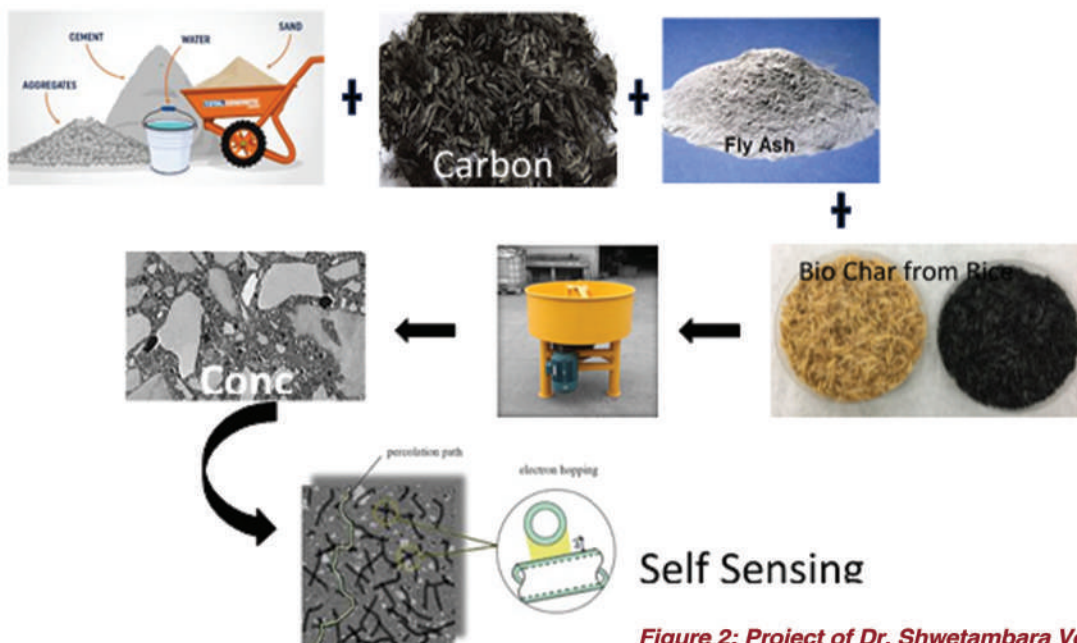 CEMENT
WATER
SAND
AGGREGATES
Carbon
Fly Ash
Bio Char from Rice
Conc
percolation path
electron hopping
Self Sensing
Figure 2: Project of Dr. Shwetambara Ve